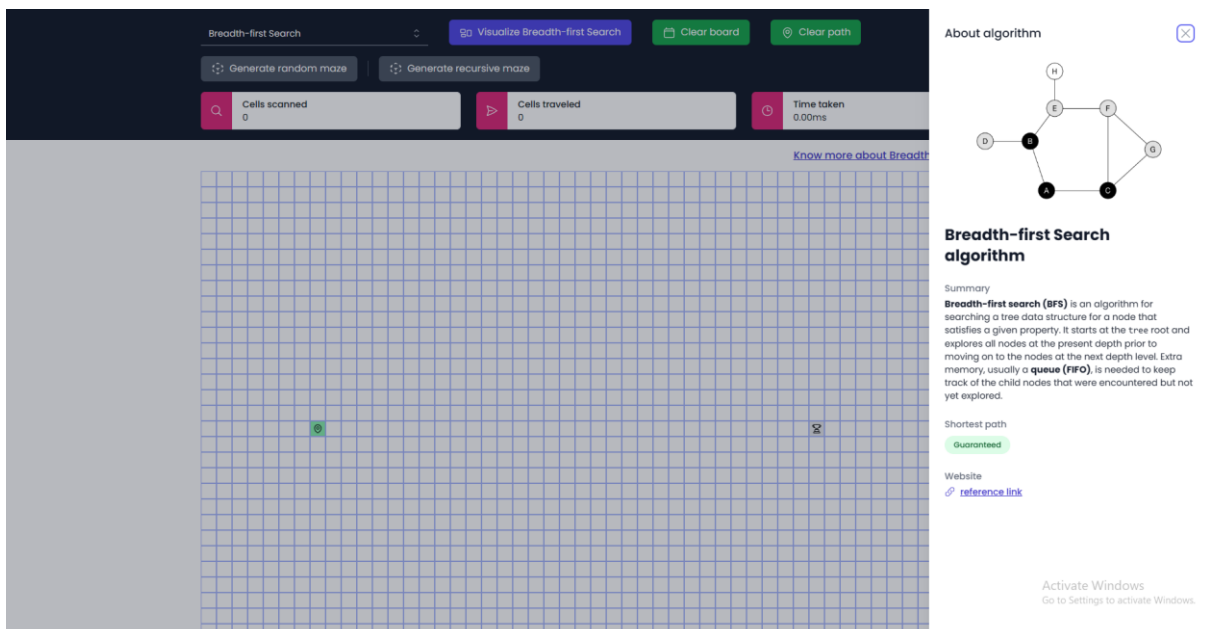 Breadth-first Search
Visualize Breadth-first Search
Clear board
Clear path
Generate random maze
Generate recursive maze
Cells scanned
0
Cells traveled
0
Time taken
0.00ms
Know more about Breadth
About algorithm
H
E
F
D
B
G
A
C
Breadth-first Search
algorithm
Summary
Breadth-first search (BFS) is an algorithm for
searching a tree data structure for a node that
satisfies a given property. It starts at the tree root and
explores all nodes at the present depth prior to
moving on to the nodes at the next depth level. Extra
memory, usually a queue (FIFO), is needed to keep
track of the child nodes that were encountered but not
yet explored.
Shortest path
Guaranteed
Website
reference link
Activate Windows
Go to Settings to activate Windows.